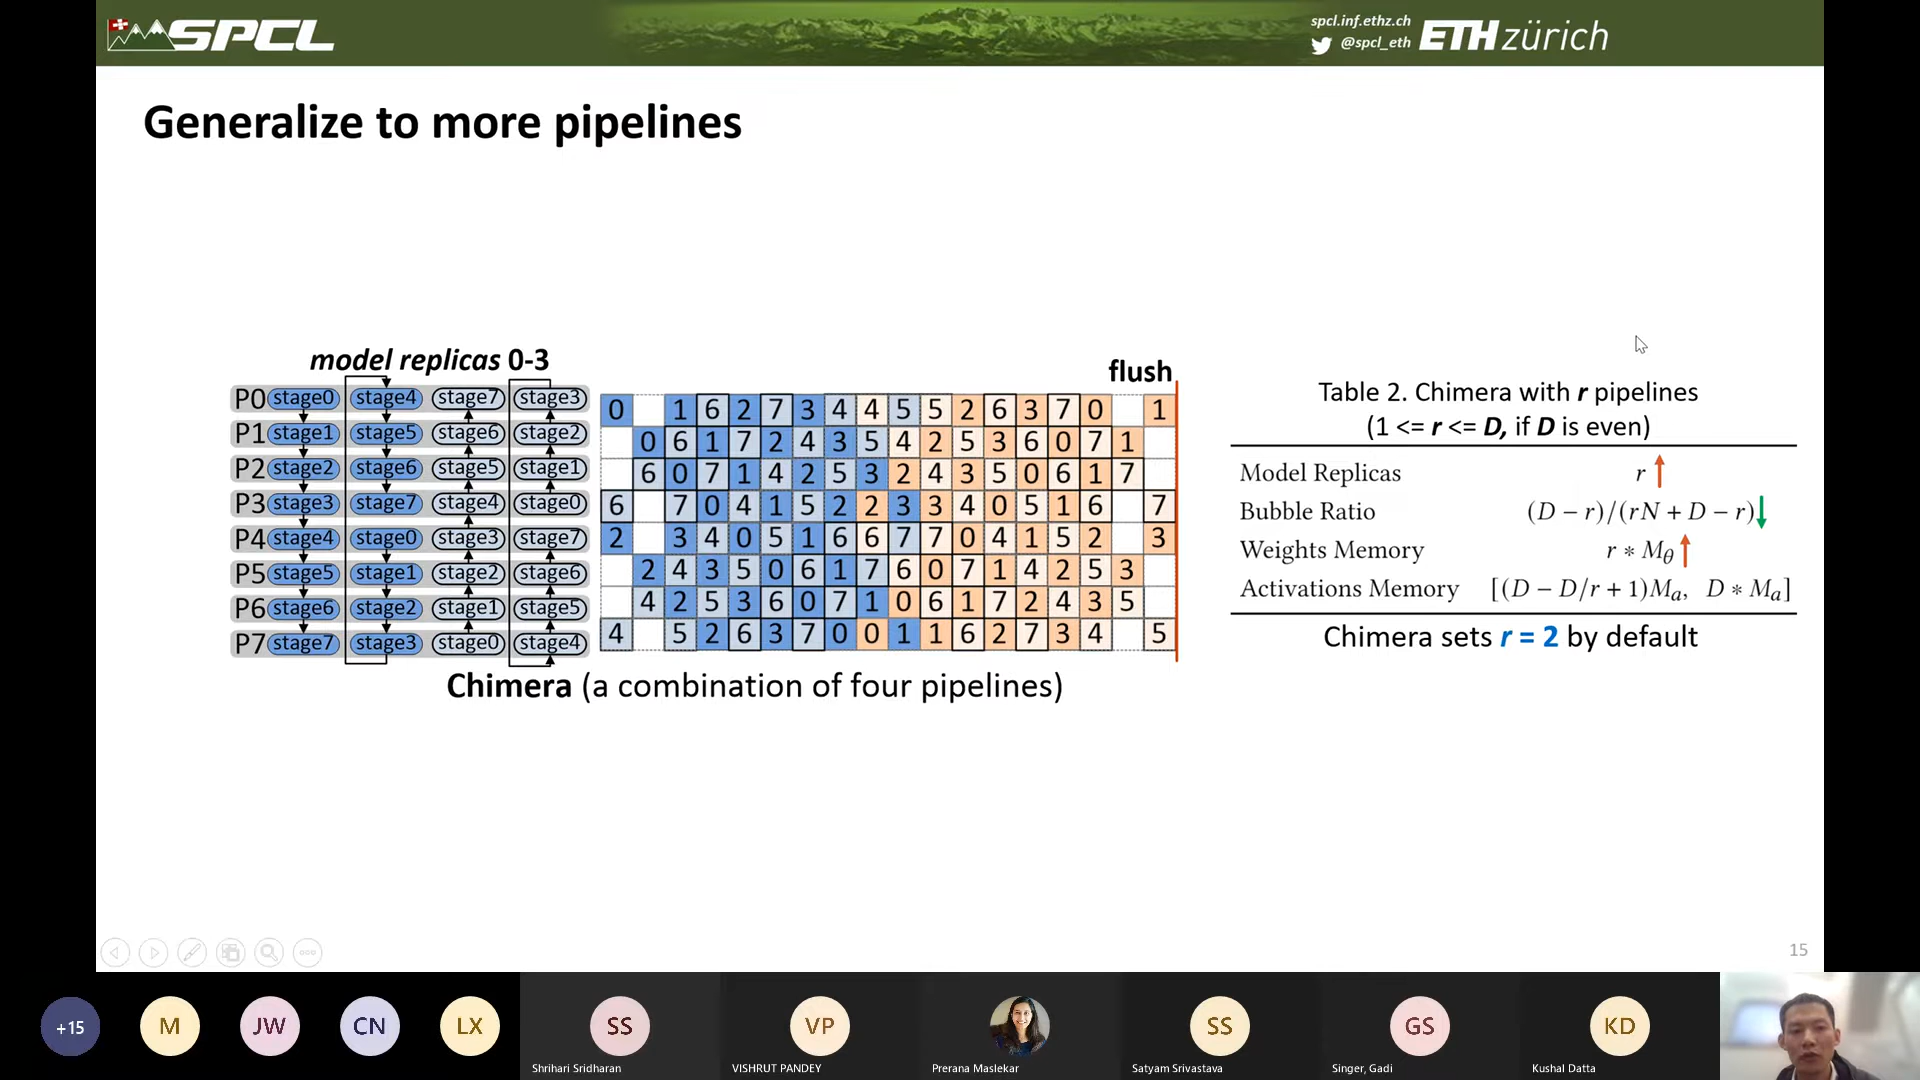 SPCL
spcl.inf.ethz.ch
@spcl_eth
ETH zürich
Generalize to more pipelines
model replicas 0-3
flush
P0 stage0 stage4 stage7 stage3
P1 stage1 stage5 stage6 stage2
P2 stage2 stage6 stage5 stage1
P3 stage3 stage7 stage4 stage0
P4 stage4 stage0 stage3 stage7
P5 stage5 stage1 stage2 stage6
P6 stage6 stage2 stage1 stage5
P7 stage7 stage3 stage0 stage4
0 1 6 2 7 3 4 4 5 5 2 6 3 7 0 1
0 6 1 7 2 4 3 5 4 2 5 3 6 0 7 1
6 0 7 1 4 2 5 3 2 4 3 5 0 6 1 7
6 7 0 4 1 5 2 2 3 3 4 0 5 1 6 7
2 3 4 0 5 1 6 6 7 7 0 4 1 5 2 3
2 4 3 5 0 6 1 7 6 0 7 1 4 2 5 3
4 2 5 3 6 0 7 1 0 6 1 7 2 4 3 5
4 5 2 6 3 7 0 0 1 1 6 2 7 3 4 5
Chimera (a combination of four pipelines)
Table 2. Chimera with r pipelines
(1 <= r <= D, if D is even)
Model Replicas r
Bubble Ratio (D − r)/(rN + D − r)
Weights Memory r ∗ Mθ
Activations Memory [(D − D/r + 1)Ma, D ∗ Ma]
Chimera sets r = 2 by default
15
+15
M
JW
CN
LX
SS
VP
SS
GS
KD
Shrihari Sridharan
VISHRUT PANDEY
Prerana Maslekar
Satyam Srivastava
Singer, Gadi
Kushal Datta